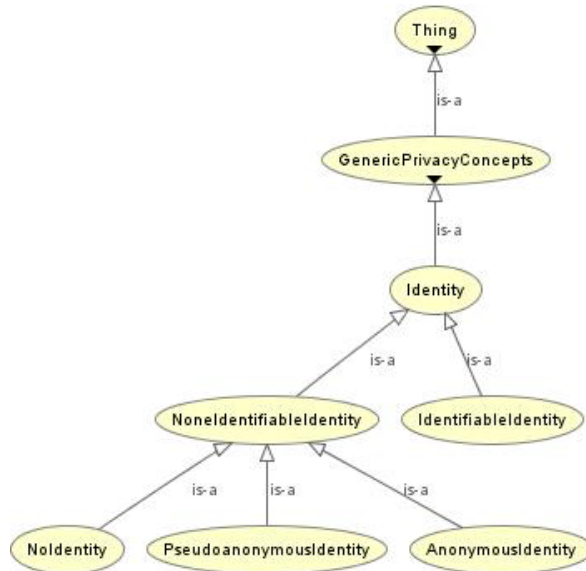 Thing
is-a
GenericPrivacyConcepts
is-a
Identity
is-a
is-a
NoneIdentifiableIdentity
IdentifiableIdentity
is-a
is-a
is-a
NoIdentity
PseudoanonymousIdentity
AnonymousIdentity